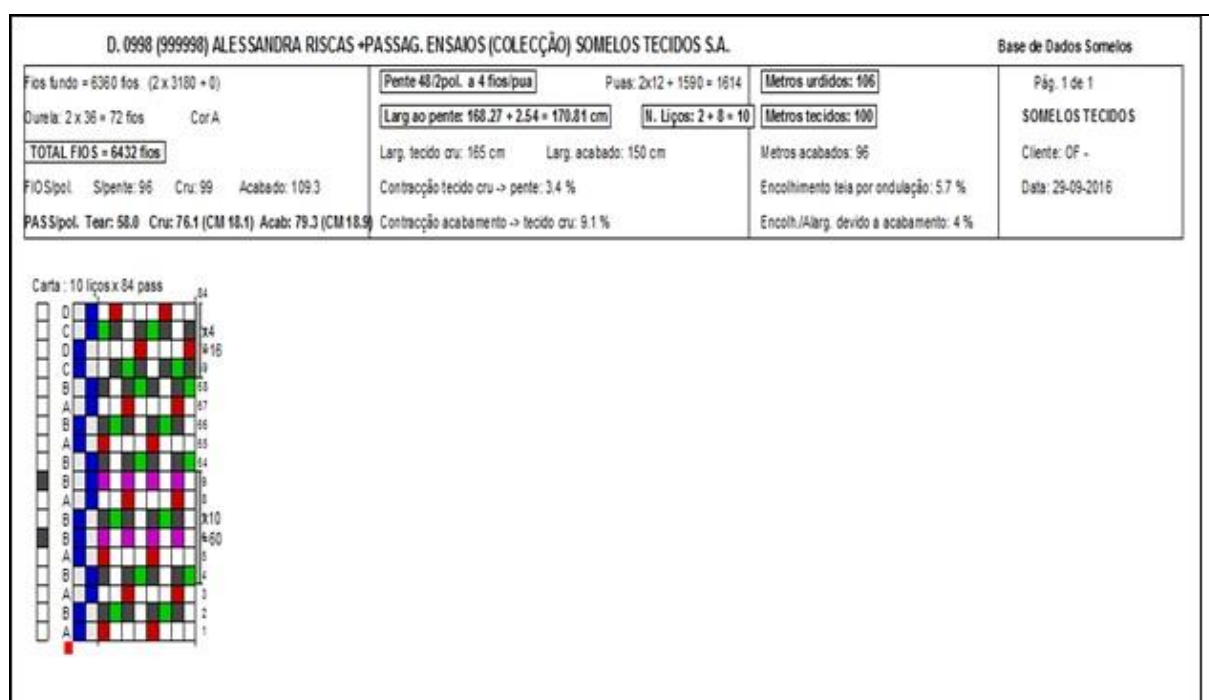 D. 0998 (999998) ALESSANDRA RISCAS +PASSAG. ENSAIOS (COLECÇÃO) SOMELOS TECIDOS S.A. Base de Dados Somelos
Fios fundo = 6360 fios (2 x 3180 + 0) Pente 48/2pol. a 4 fios/pua Puas: 2x12 + 1590 = 1614 Metros urdidos: 106 Pág. 1 de 1
Ourela: 2 x 36 = 72 fios Cor A Larg ao pente: 168.27 + 2.54 = 170.81 cm N. Liços: 2 + 8 = 10 Metros tecidos: 100 SOMELOS TECIDOS
TOTAL FIOS = 6432 fios Larg. tecido cru: 165 cm Larg. acabado: 150 cm Metros acabados: 96 Cliente: OF -
FIOS/pol. S/pente: 96 Cru: 99 Acabado: 109.3 Contracção tecido cru -> pente: 3.4 % Encolhimento teia por ondulação: 5.7 % Data: 29-09-2016
PASS/pol. Tear: 58.0 Cru: 76.1 (CM 18.1) Acab: 79.3 (CM 18.9) Contracção acabamento -> tecido cru: 9.1 % Encolh./Alarg. devido a acabamento: 4 %
Carta : 10 liços x 84 pass
84
D
C x4
D 16
C
B 68
A 67
B 66
A 65
B 64
B 9
A 8
B x10
B 60
A 5
B 4
A 3
B 2
A 1